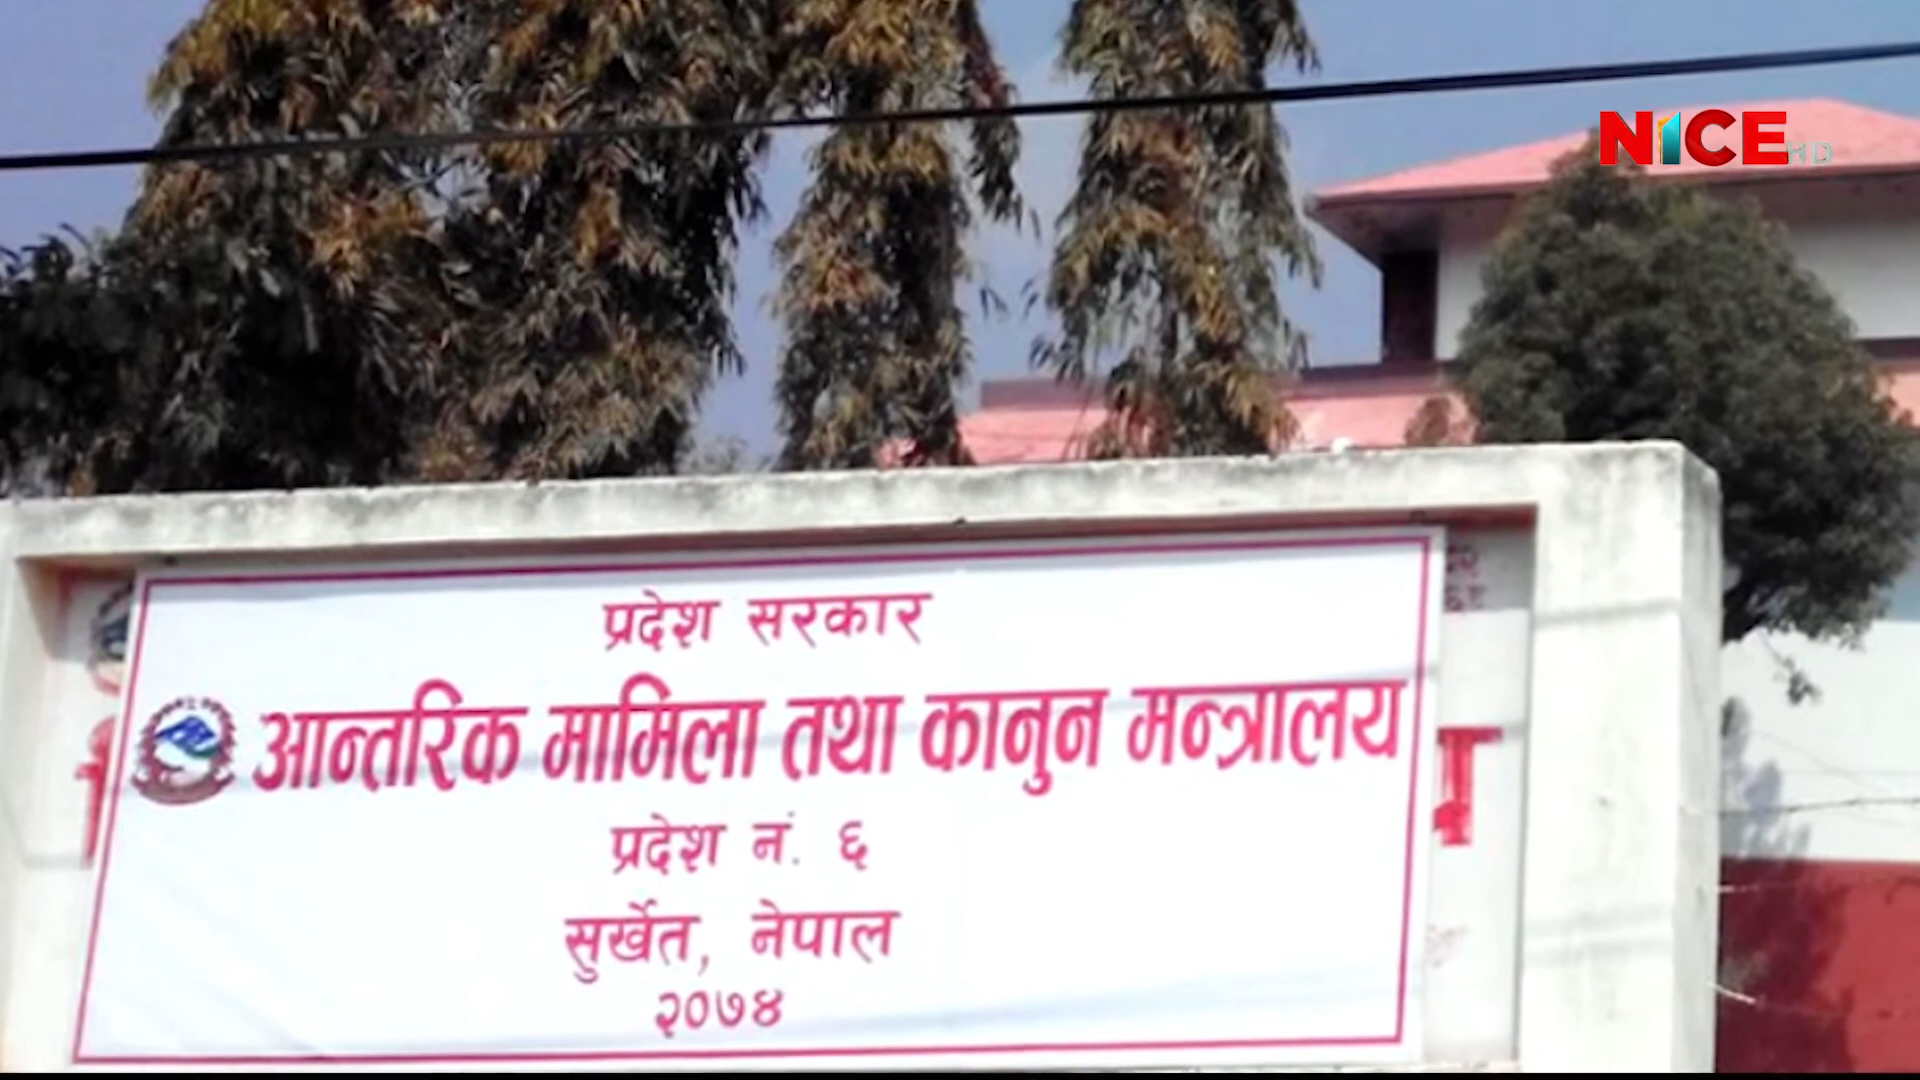 NICE HD
प्रदेश सरकार
आन्तरिक मामिला तथा कानुन मन्त्रालय
प्रदेश नं. ६
सुर्खेत, नेपाल
२०७४